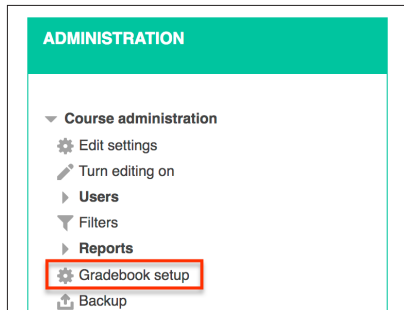 ADMINISTRATION
Course administration
Edit settings
Turn editing on
Users
Filters
Reports
Gradebook setup
Backup